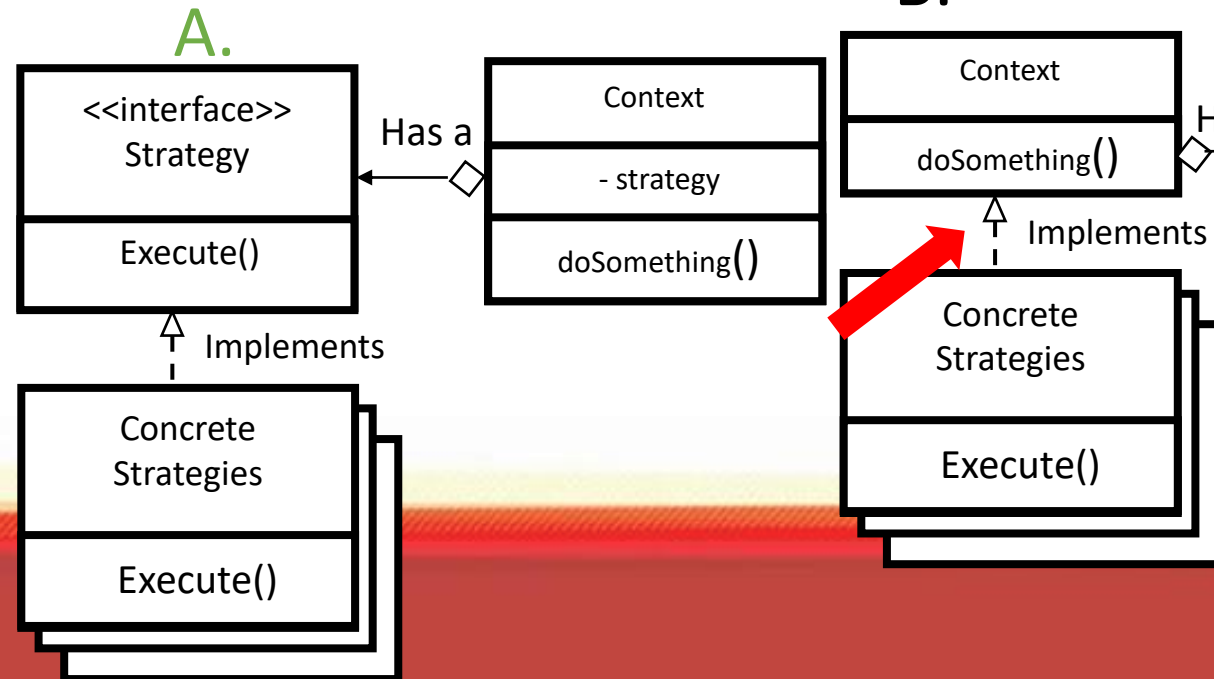 A.
<<interface>>
Strategy
Execute()
Implements
Concrete
Strategies
Execute()
Has a
Context
- strategy
doSomething()
Context
doSomething()
Implements
Concrete
Strategies
Execute()